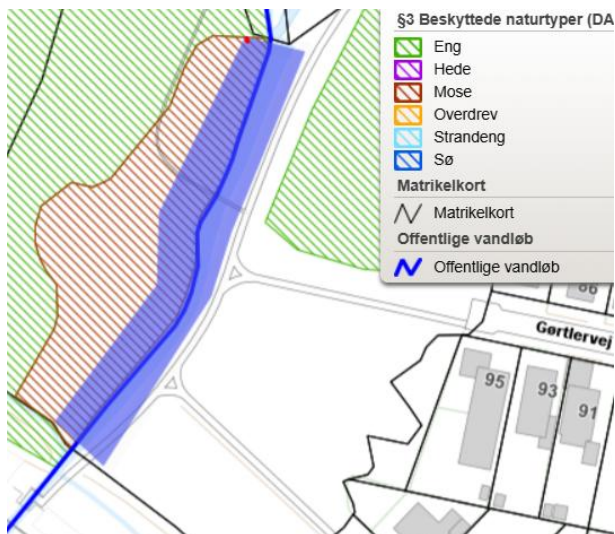 §3 Beskyttede naturtyper (DA
Eng
Hede
Mose
Overdrev
Strandeng
Sø
Matrikelkort
Matrikelkort
Offentlige vandløb
Offentlige vandløb
86
Gørtlervej
95
93
91